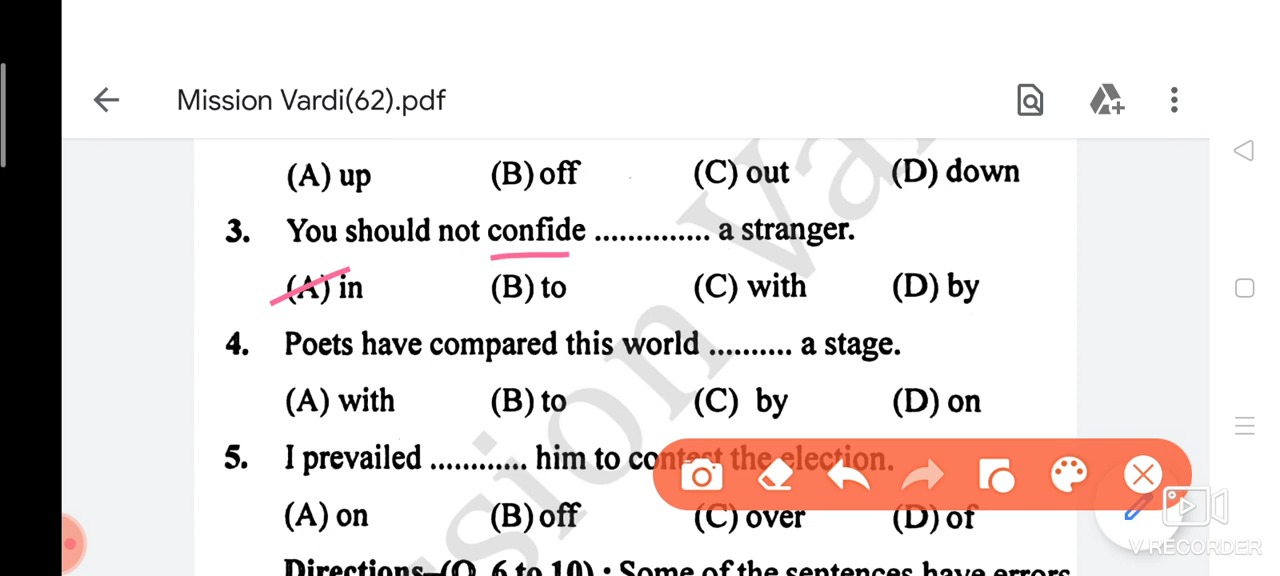 Mission Vardi(62).pdf
(A) up (B) off (C) out (D) down
3. You should not confide .............. a stranger.
(A) in (B) to (C) with (D) by
4. Poets have compared this world .......... a stage.
(A) with (B) to (C) by (D) on
5. I prevailed ............ him to contest the election.
(A) on (B) off (C) over (D) of
Directions–(Q. 6 to 10) : Some of the sentences have errors
V RECORDER